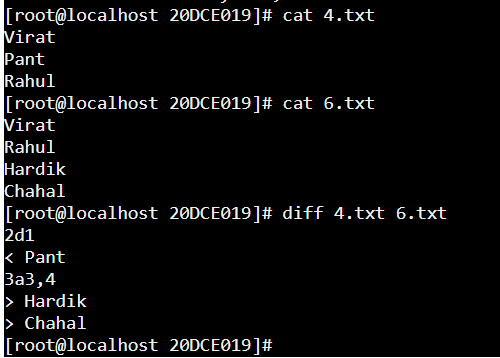 [root@localhost 20DCE019]# cat 4.txt
Virat
Pant
Rahul
[root@localhost 20DCE019]# cat 6.txt
Virat
Rahul
Hardik
Chahal
[root@localhost 20DCE019]# diff 4.txt 6.txt
2d1
< Pant
3a3,4
> Hardik
> Chahal
[root@localhost 20DCE019]#